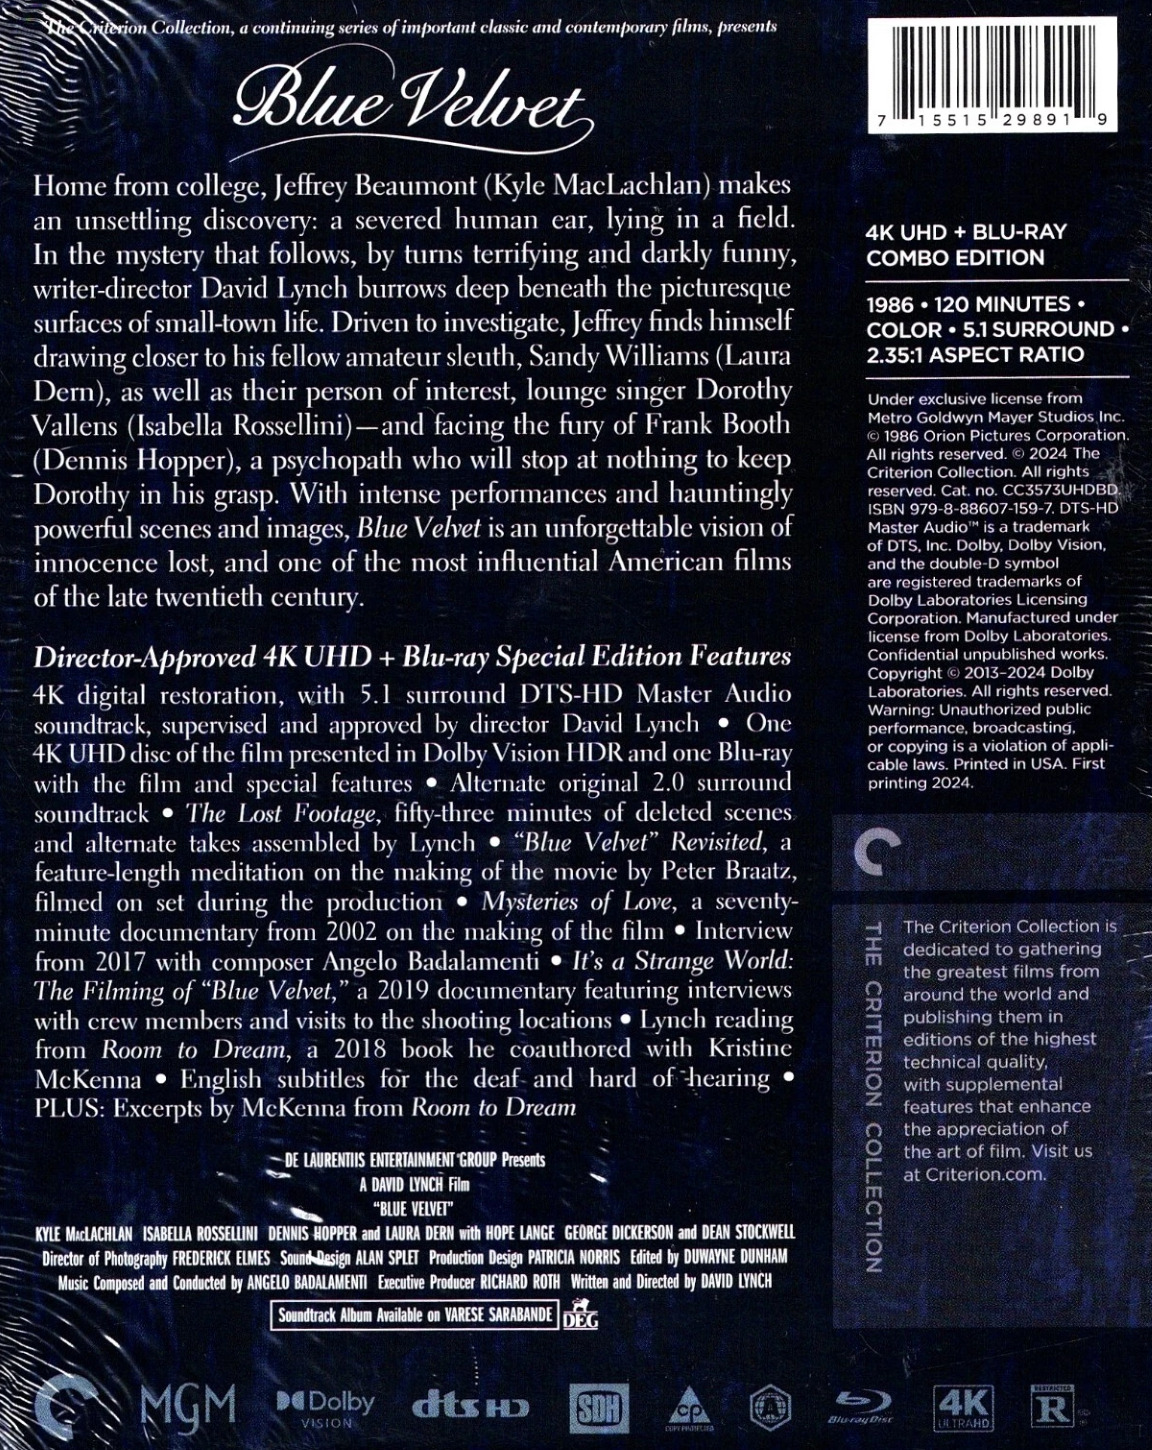 The Criterion Collection, a continuing series of important classic and contemporary films, presents
Blue Velvet
Home from college, Jeffrey Beaumont (Kyle MacLachlan) makes
an unsettling discovery: a severed human ear, lying in a field.
In the mystery that follows, by turns terrifying and darkly funny,
writer-director David Lynch burrows deep beneath the picturesque
surfaces of small-town life. Driven to investigate, Jeffrey finds himself
drawing closer to his fellow amateur sleuth, Sandy Williams (Laura
Dern), as well as their person of interest, lounge singer Dorothy
Vallens (Isabella Rossellini)—and facing the fury of Frank Booth
(Dennis Hopper), a psychopath who will stop at nothing to keep
Dorothy in his grasp. With intense performances and hauntingly
powerful scenes and images, Blue Velvet is an unforgettable vision of
innocence lost, and one of the most influential American films
of the late twentieth century.
Director-Approved 4K UHD + Blu-ray Special Edition Features
4K digital restoration, with 5.1 surround DTS-HD Master Audio
soundtrack, supervised and approved by director David Lynch • One
4K UHD disc of the film presented in Dolby Vision HDR and one Blu-ray
with the film and special features • Alternate original 2.0 surround
soundtrack • The Lost Footage, fifty-three minutes of deleted scenes
and alternate takes assembled by Lynch • “Blue Velvet” Revisited, a
feature-length meditation on the making of the movie by Peter Braatz,
filmed on set during the production • Mysteries of Love, a seventy-
minute documentary from 2002 on the making of the film • Interview
from 2017 with composer Angelo Badalamenti • It’s a Strange World:
The Filming of “Blue Velvet,” a 2019 documentary featuring interviews
with crew members and visits to the shooting locations • Lynch reading
from Room to Dream, a 2018 book he coauthored with Kristine
McKenna • English subtitles for the deaf and hard of hearing •
PLUS: Excerpts by McKenna from Room to Dream
DE LAURENTIIS ENTERTAINMENT GROUP Presents
A DAVID LYNCH Film
“BLUE VELVET”
KYLE MacLACHLAN ISABELLA ROSSELLINI DENNIS HOPPER and LAURA DERN with HOPE LANGE GEORGE DICKERSON and DEAN STOCKWELL
Director of Photography FREDERICK ELMES Sound Design ALAN SPLET Production Design PATRICIA NORRIS Edited by DUWAYNE DUNHAM
Music Composed and Conducted by ANGELO BADALAMENTI Executive Producer RICHARD ROTH Written and Directed by DAVID LYNCH
Soundtrack Album Available on VARESE SARABANDE
DEG
7 15515 29891 9
4K UHD + BLU-RAY
COMBO EDITION
1986 • 120 MINUTES •
COLOR • 5.1 SURROUND •
2.35:1 ASPECT RATIO
Under exclusive license from
Metro Goldwyn Mayer Studios Inc.
© 1986 Orion Pictures Corporation.
All rights reserved. © 2024 The
Criterion Collection. All rights
reserved. Cat. no. CC3573UHDBD.
ISBN 979-8-88607-159-7. DTS-HD
Master Audio™ is a trademark
of DTS, Inc. Dolby, Dolby Vision,
and the double-D symbol
are registered trademarks of
Dolby Laboratories Licensing
Corporation. Manufactured under
license from Dolby Laboratories.
Confidential unpublished works.
Copyright © 2013–2024 Dolby
Laboratories. All rights reserved.
Warning: Unauthorized public
performance, broadcasting,
or copying is a violation of appli-
cable laws. Printed in USA. First
printing 2024.
THE CRITERION COLLECTION
The Criterion Collection is
dedicated to gathering
the greatest films from
around the world and
publishing them in
editions of the highest
technical quality,
with supplemental
features that enhance
the appreciation of
the art of film. Visit us
at Criterion.com.
MGM
Dolby
VISION
dts HD
SDH
cp
COPY PROTECTED
A
Blu-ray Disc
4K
ULTRA HD
RESTRICTED
R